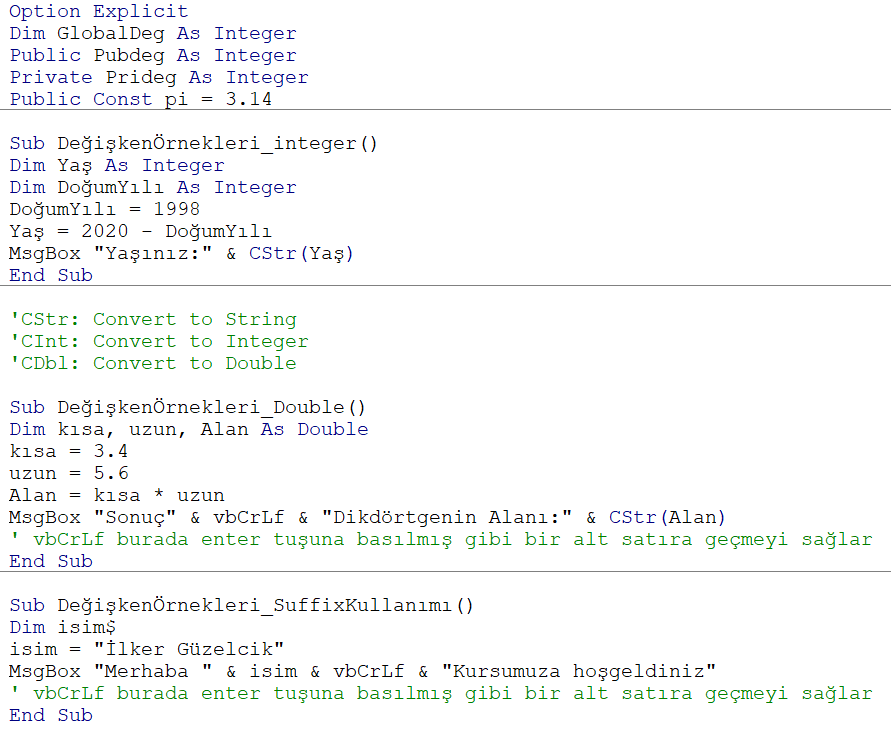 Option Explicit
Dim GlobalDeg As Integer
Public Pubdeg As Integer
Private Prideg As Integer
Public Const pi = 3.14
Sub DeğişkenÖrnekleri_integer()
Dim Yaş As Integer
Dim DoğumYılı As Integer
DoğumYılı = 1998
Yaş = 2020 - DoğumYılı
MsgBox "Yaşınız:" & CStr(Yaş)
End Sub
'CStr: Convert to String
'CInt: Convert to Integer
'CDbl: Convert to Double
Sub DeğişkenÖrnekleri_Double()
Dim kısa, uzun, Alan As Double
kısa = 3.4
uzun = 5.6
Alan = kısa * uzun
MsgBox "Sonuç" & vbCrLf & "Dikdörtgenin Alanı:" & CStr(Alan)
' vbCrLf burada enter tuşuna basılmış gibi bir alt satıra geçmeyi sağlar
End Sub
Sub DeğişkenÖrnekleri_SuffixKullanımı()
Dim isim$
isim = "İlker Güzelcik"
MsgBox "Merhaba " & isim & vbCrLf & "Kursumuza hoşgeldiniz"
' vbCrLf burada enter tuşuna basılmış gibi bir alt satıra geçmeyi sağlar
End Sub